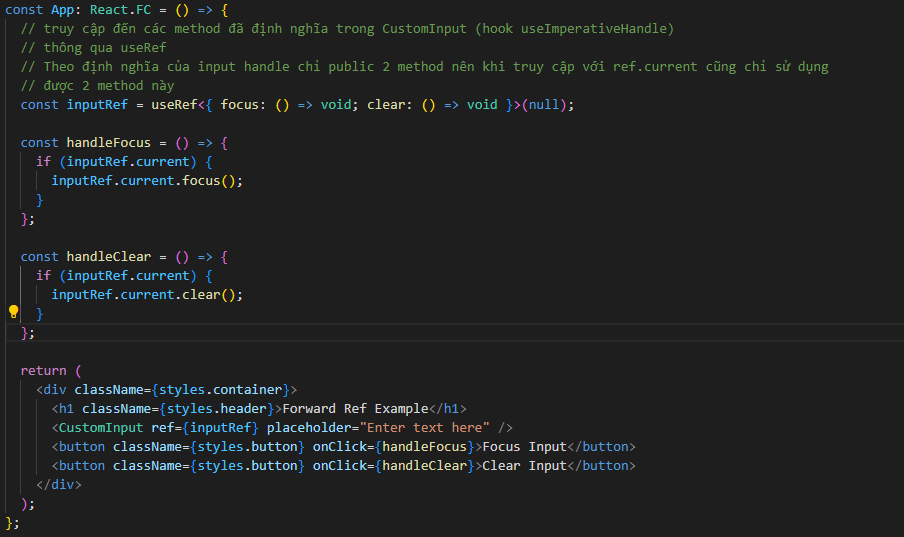 const App: React.FC = () => {
  // truy cập đến các method đã định nghĩa trong CustomInput (hook useImperativeHandle)
  // thông qua useRef
  // Theo định nghĩa của input handle chỉ public 2 method nên khi truy cập với ref.current cũng chỉ sử dụng
  // được 2 method này
  const inputRef = useRef<{ focus: () => void; clear: () => void }>(null);

  const handleFocus = () => {
    if (inputRef.current) {
      inputRef.current.focus();
    }
  };

  const handleClear = () => {
    if (inputRef.current) {
      inputRef.current.clear();
    }
  };

  return (
    <div className={styles.container}>
      <h1 className={styles.header}>Forward Ref Example</h1>
      <CustomInput ref={inputRef} placeholder="Enter text here" />
      <button className={styles.button} onClick={handleFocus}>Focus Input</button>
      <button className={styles.button} onClick={handleClear}>Clear Input</button>
    </div>
  );
};